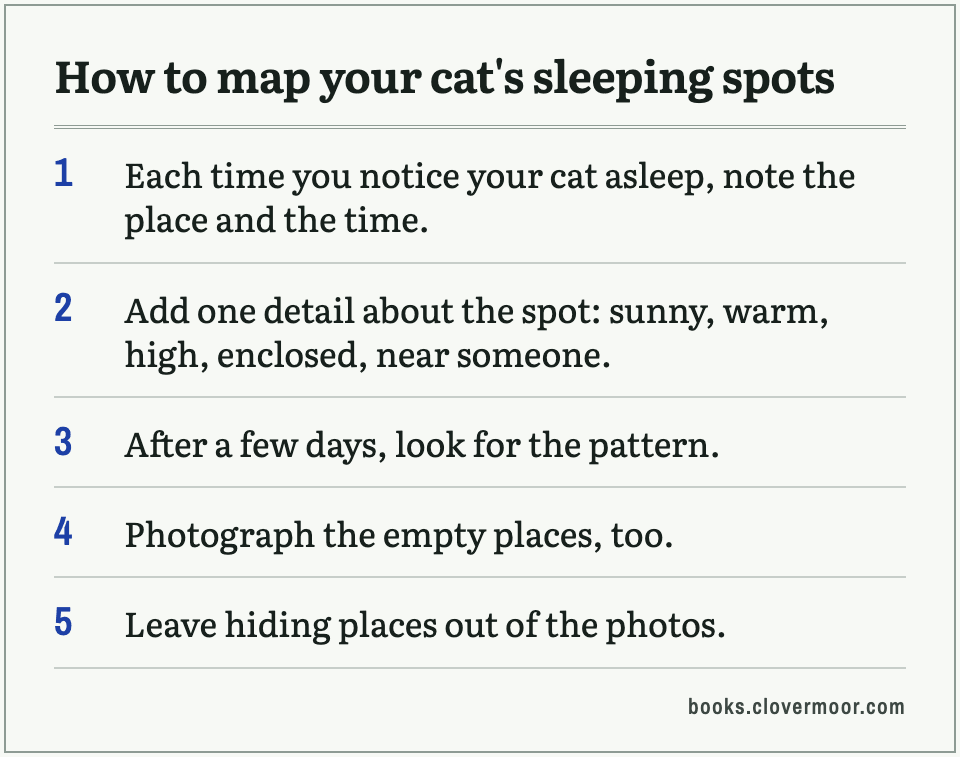 How to map your cat's sleeping spots
1 Each time you notice your cat asleep, note the
place and the time.
2 Add one detail about the spot: sunny, warm,
high, enclosed, near someone.
3 After a few days, look for the pattern.
4 Photograph the empty places, too.
5 Leave hiding places out of the photos.
books.clovermoor.com